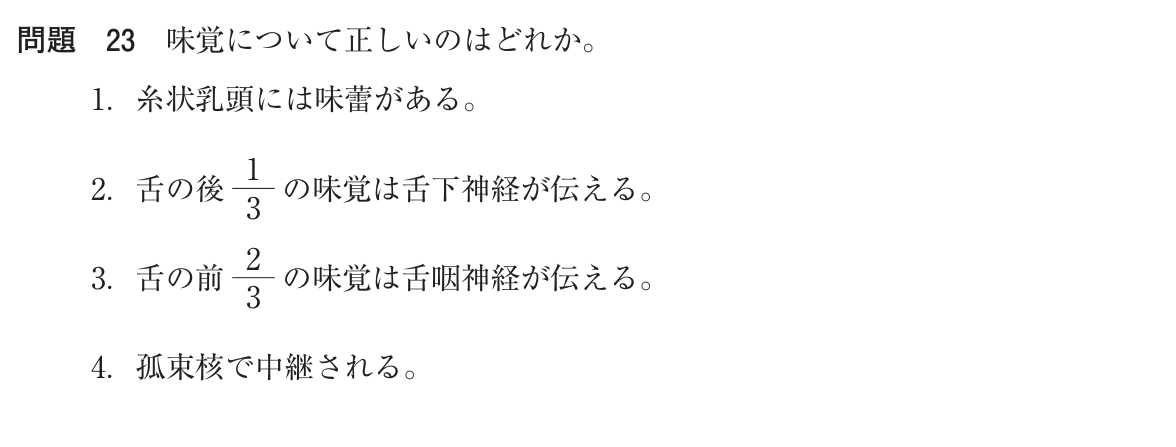 問題 23 味覚について正しいのはどれか。
1. 糸状乳頭には味蕾がある。
2. 舌の後 1/3 の味覚は舌下神経が伝える。
3. 舌の前 2/3 の味覚は舌咽神経が伝える。
4. 孤束核で中継される。